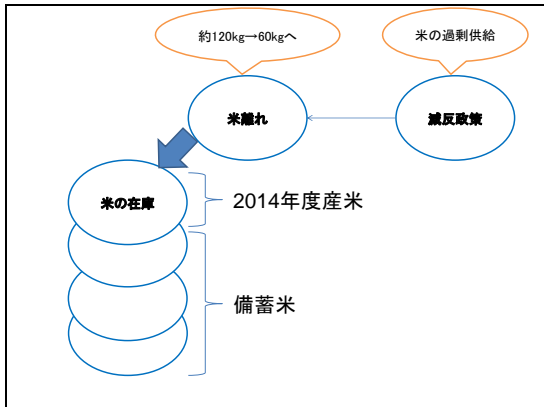 約120kg→60kgへ
米の過剰供給
米離れ
減反政策
米の在庫
2014年度産米
備蓄米